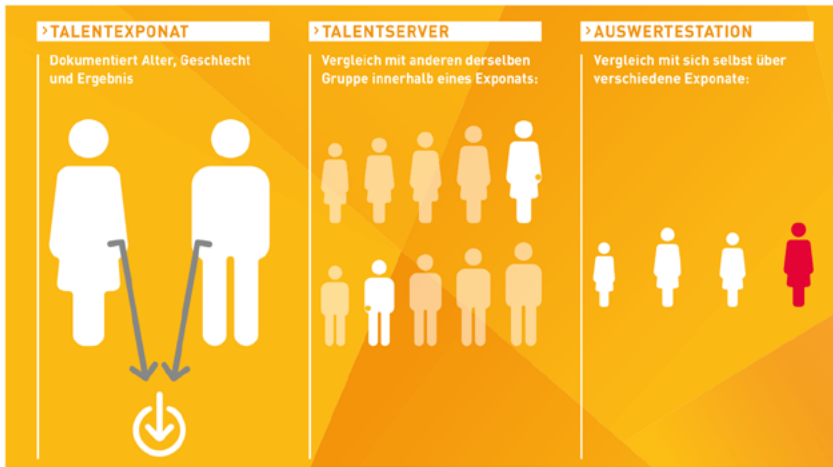 >TALENTEXPONAT
Dokumentiert Alter, Geschlecht
und Ergebnis
>TALENTSERVER
Vergleich mit anderen derselben
Gruppe innerhalb eines Exponats:
>AUSWERTESTATION
Vergleich mit sich selbst über
verschiedene Exponate: